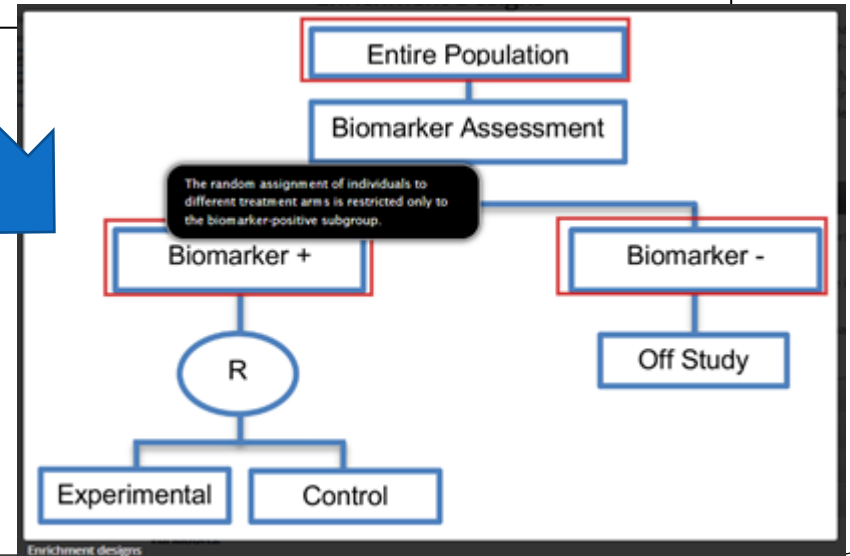 Entire Population
Biomarker Assessment
The random assignment of individuals to
different treatment arms is restricted only to
the biomarker-positive subgroup.
Biomarker +
Biomarker -
R
Off Study
Experimental
Control
Enrichment designs